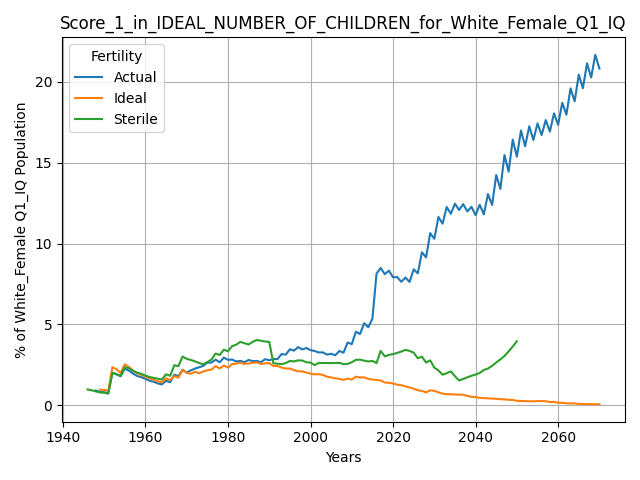 Score_1_in_IDEAL_NUMBER_OF_CHILDREN_for_White_Female_Q1_IQ
Fertility
Actual
Ideal
Sterile
% of White_Female Q1_IQ Population
20
15
10
5
0
1940 1960 1980 2000 2020 2040 2060
Years